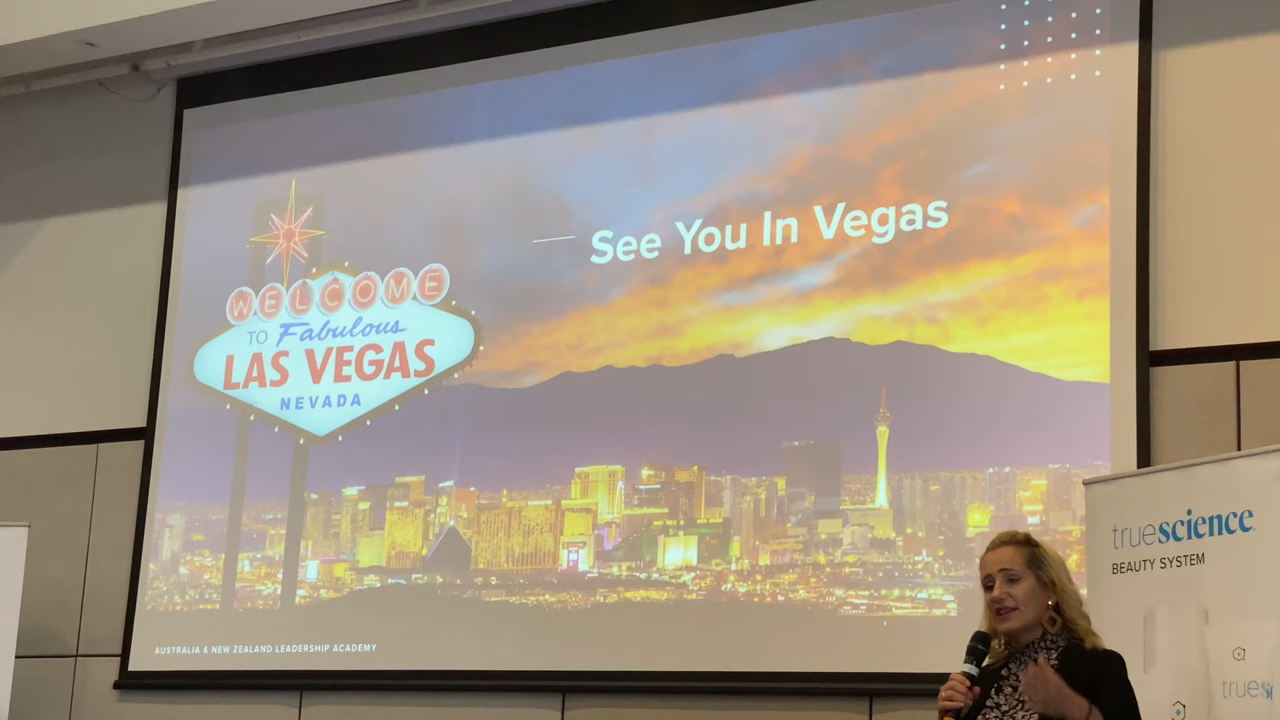 See You In Vegas
WELCOME
TO Fabulous
LAS VEGAS
NEVADA
AUSTRALIA & NEW ZEALAND LEADERSHIP ACADEMY
truescience
BEAUTY SYSTEM